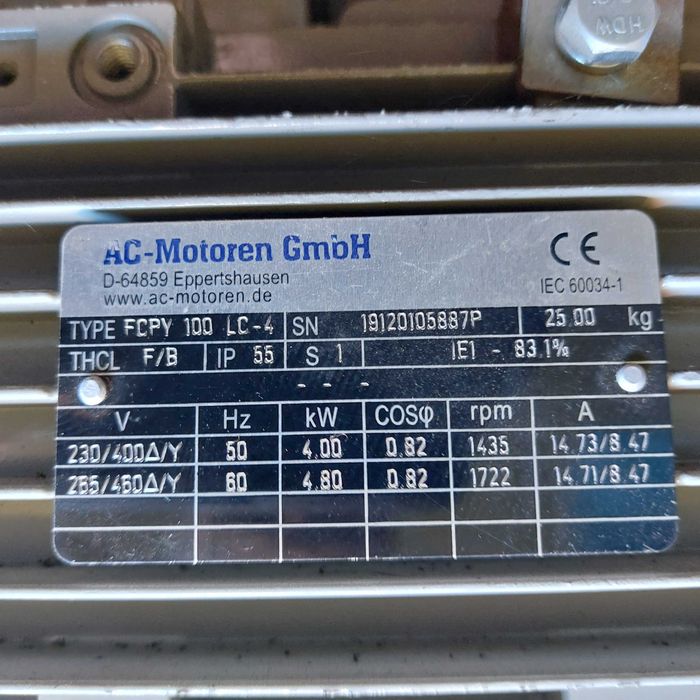 HDW
AC-Motoren GmbH
D-64859 Eppertshausen
www.ac-motoren.de
CE
IEC 60034-1
TYPE FCPY 100 LC-4 SN 19120105887P 25.00 kg
THCL F/B IP 55 S 1 IE1 - 83.1%
- - -
V Hz kW COSφ rpm A
230/400Δ/Y 50 4.00 0.82 1435 14.73/8.47
265/460Δ/Y 60 4.80 0.82 1722 14.71/8.47